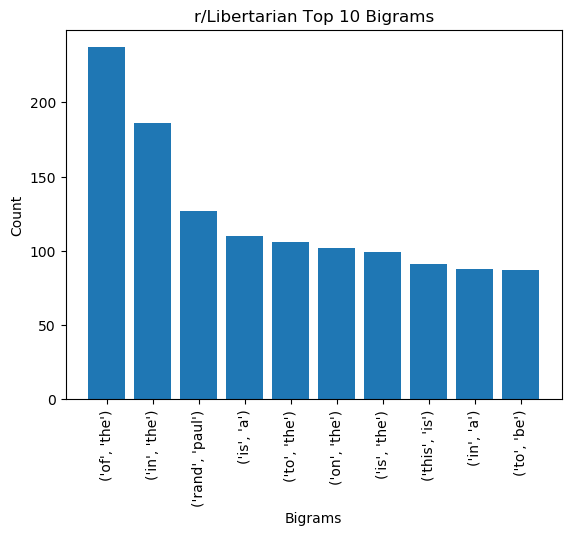 r/Libertarian Top 10 Bigrams
Count
200
150
100
50
0
('of', 'the')
('in', 'the')
('rand', 'paul')
('is', 'a')
('to', 'the')
('on', 'the')
('is', 'the')
('this', 'is')
('in', 'a')
('to', 'be')
Bigrams